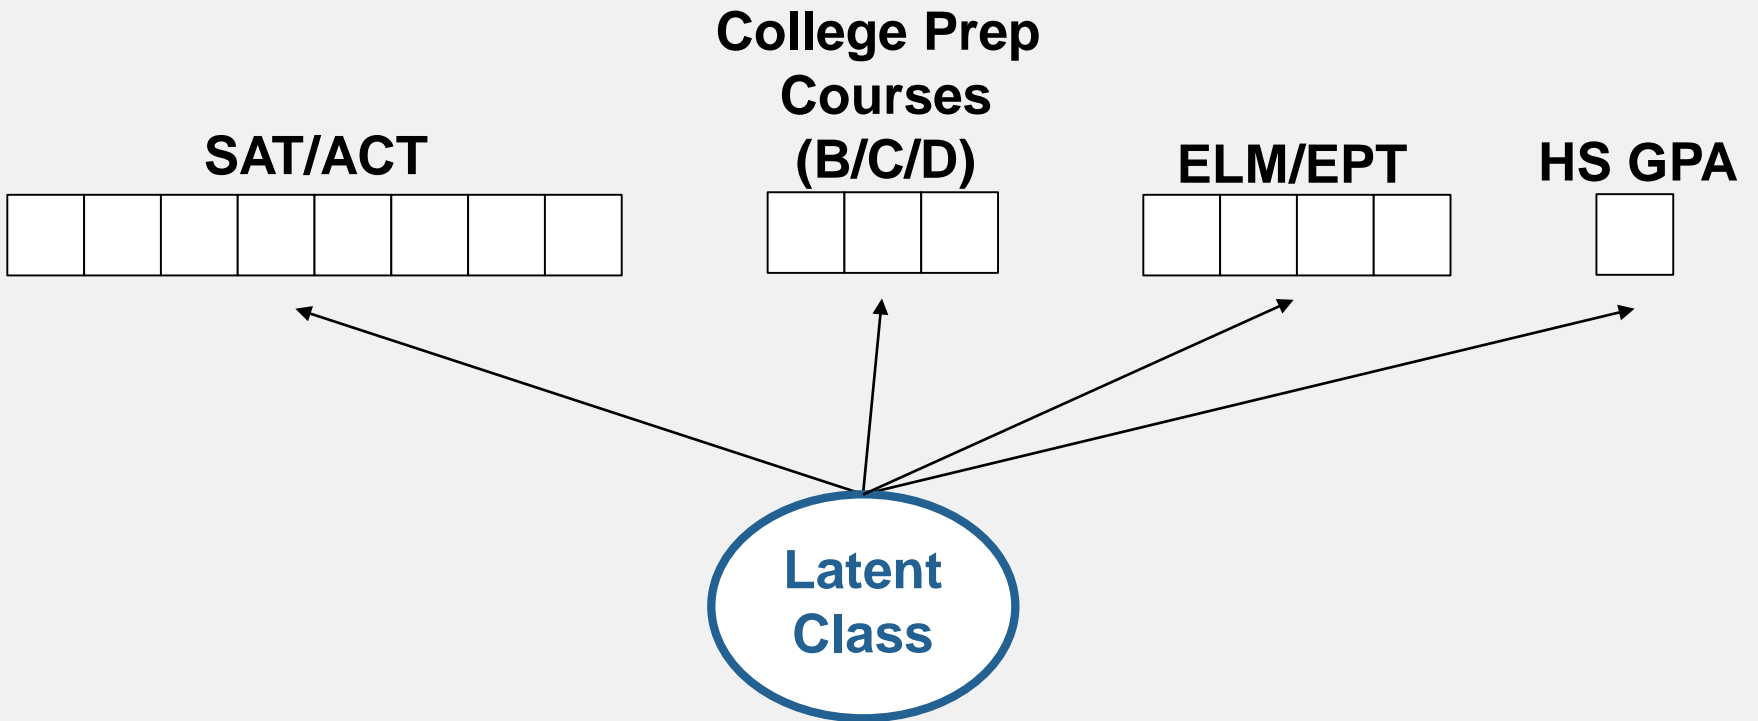 College Prep
Courses
(B/C/D)
SAT/ACT
ELM/EPT
HS GPA
Latent
Class